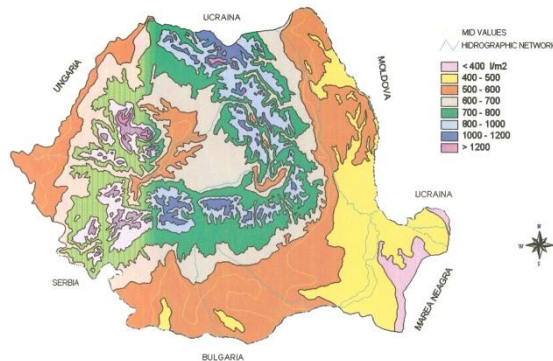 UCRAINA
UNGARIA
MOLDOVA
UCRAINA
SERBIA
BULGARIA
MAREA NEAGRA
MID VALUES
HIDROGRAPHIC NETWORK
< 400 l/m2
400 - 500
500 - 600
600 - 700
700 - 800
800 - 1000
1000 - 1200
> 1200
N
W
E
S